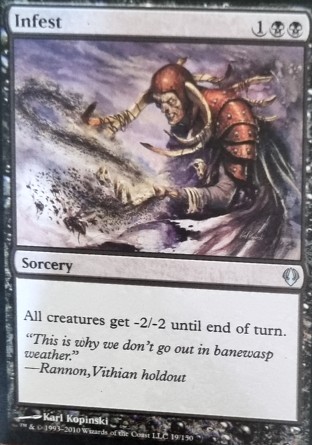 Infest 1
Sorcery
All creatures get -2/-2 until end of turn.
"This is why we don't go out in banewasp
weather."
—Rannon, Vithian holdout
Karl Kopinski
™ & © 1993–2010 Wizards of the Coast LLC 19/150